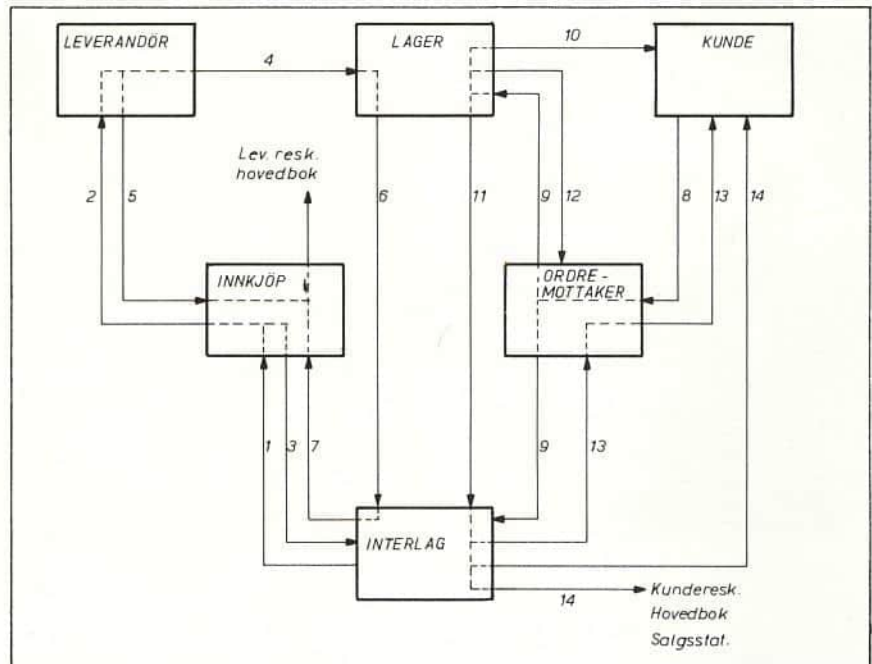 LEVERANDÖR
LAGER
KUNDE
10
4
Lev. resk.
hovedbok
2
5
6
11
9
12
8
13
14
INNKJÖP
ORDRE-
MOTTAKER
1
3
7
9
13
INTERLAG
14
Kunderesk.
Hovedbok
Salgsstat.